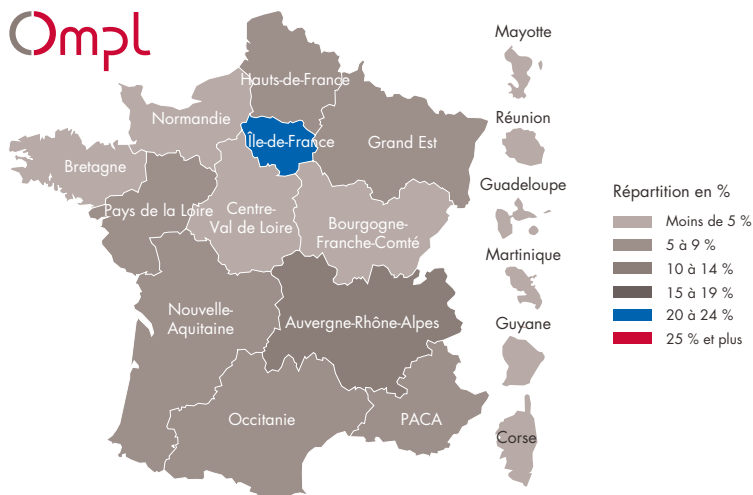 Ompl
Mayotte
Hauts-de-France
Normandie
Réunion
Île-de-France
Grand Est
Bretagne
Guadeloupe
Pays de la Loire
Centre-
Val de Loire
Bourgogne-
Franche-Comté
Martinique
Nouvelle-
Aquitaine
Auvergne-Rhône-Alpes
Guyane
Occitanie
PACA
Corse
Répartition en %
Moins de 5 %
5 à 9 %
10 à 14 %
15 à 19 %
20 à 24 %
25 % et plus